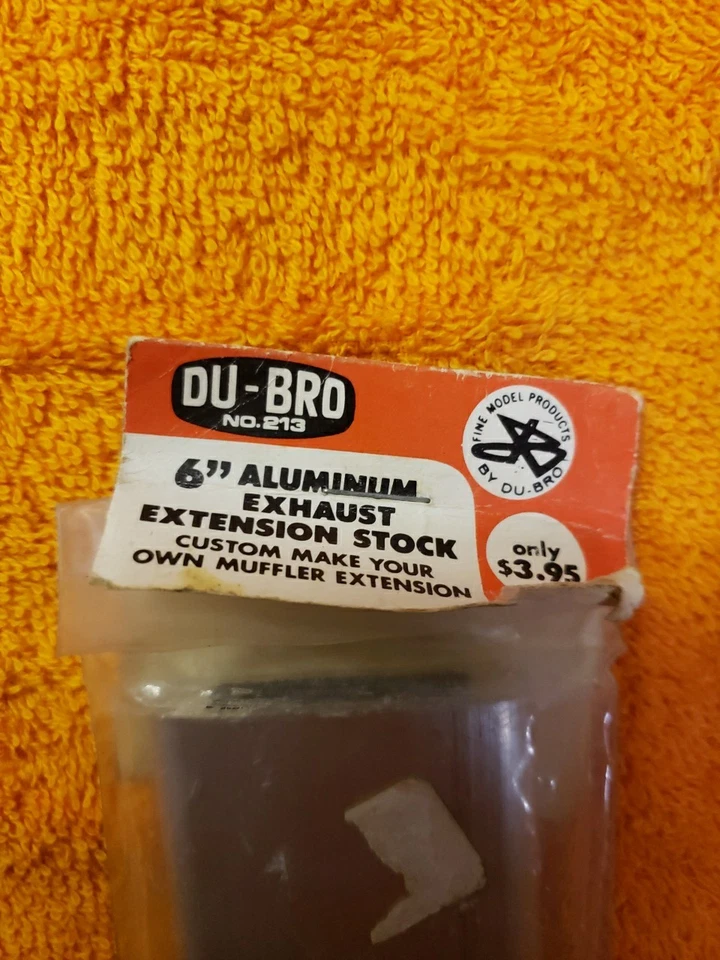 DU-BRO
NO. 213
FINE MODEL PRODUCTS
BY DU-BRO
6” ALUMINUM
EXHAUST
EXTENSION STOCK
CUSTOM MAKE YOUR
OWN MUFFLER EXTENSION
only
$3.95